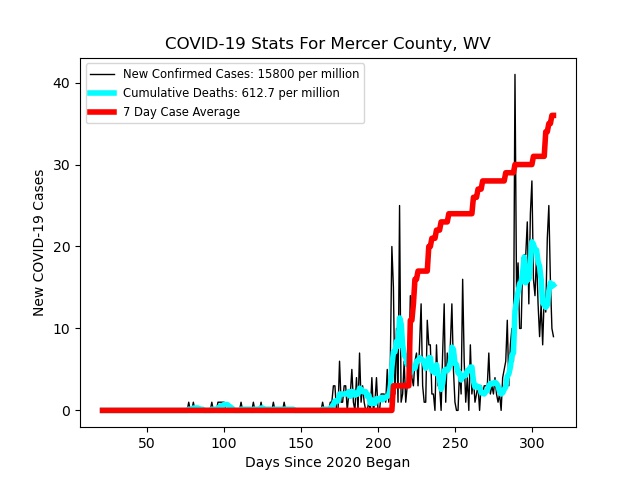 COVID-19 Stats For Mercer County, WV
New Confirmed Cases: 15800 per million
Cumulative Deaths: 612.7 per million
7 Day Case Average
New COVID-19 Cases
40
30
20
10
0
50 100 150 200 250 300
Days Since 2020 Began